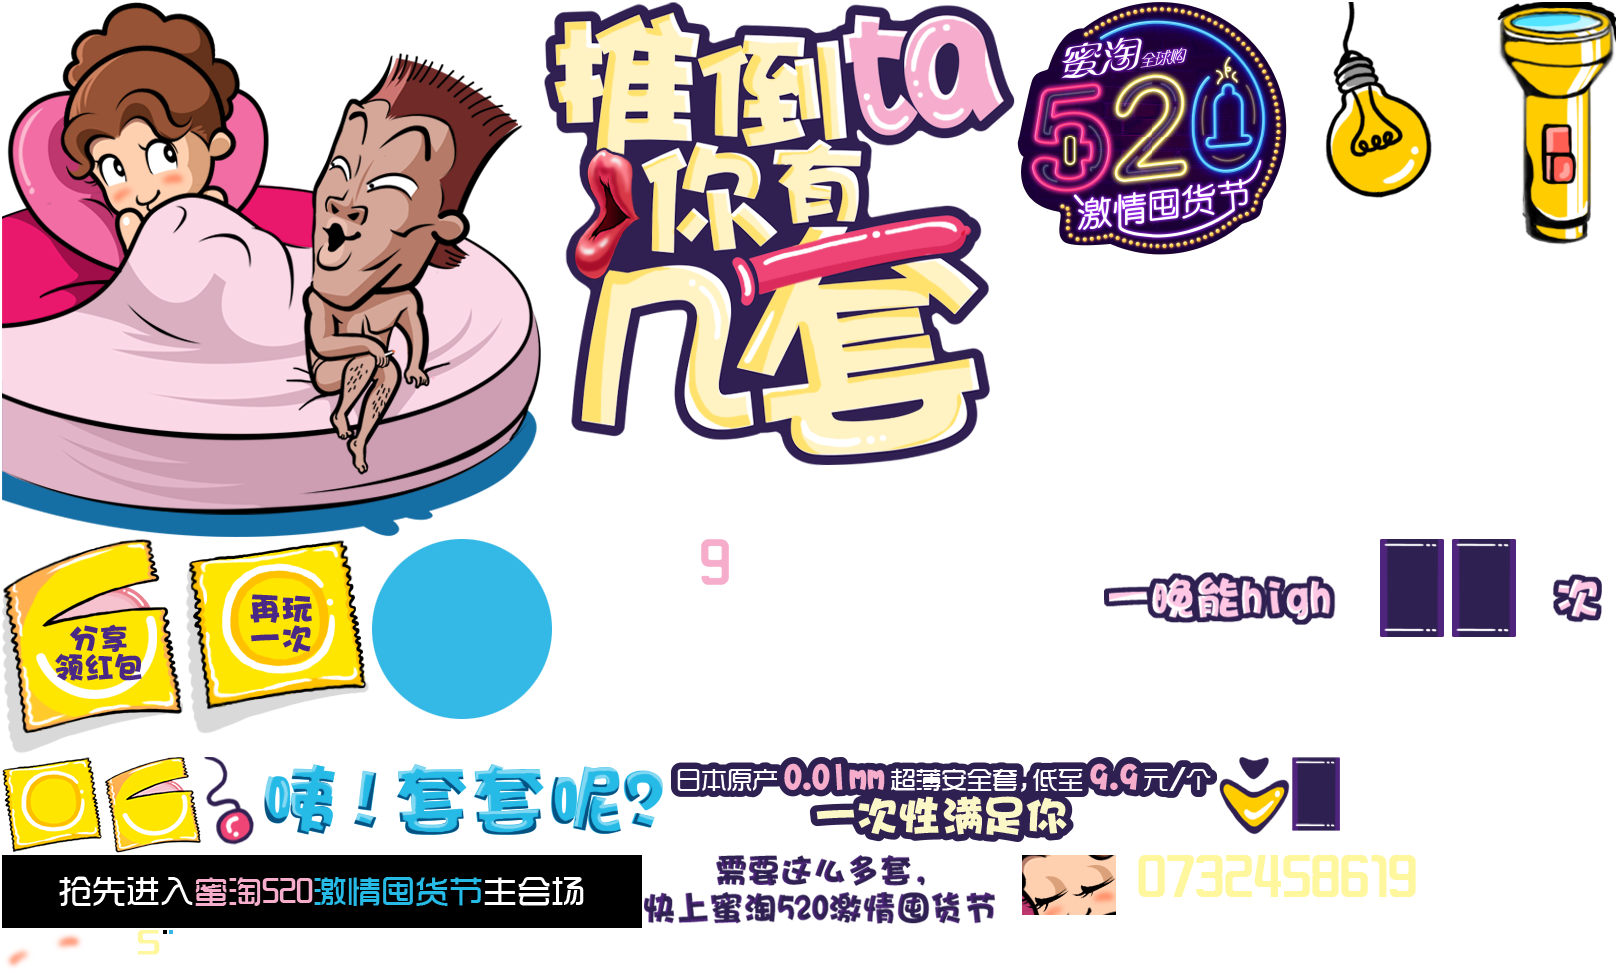 推倒ta
你有
几套
蜜淘全球购
520
激情囤货节
分享
领红包
再玩
一次
9
一晚能high
次
咦！套套呢？
日本原产0.01mm超薄安全套，低至9.9元/个
一次性满足你
抢先进入蜜淘520激情囤货节主会场
需要这么多套，
快上蜜淘520激情囤货节
0732458619
5